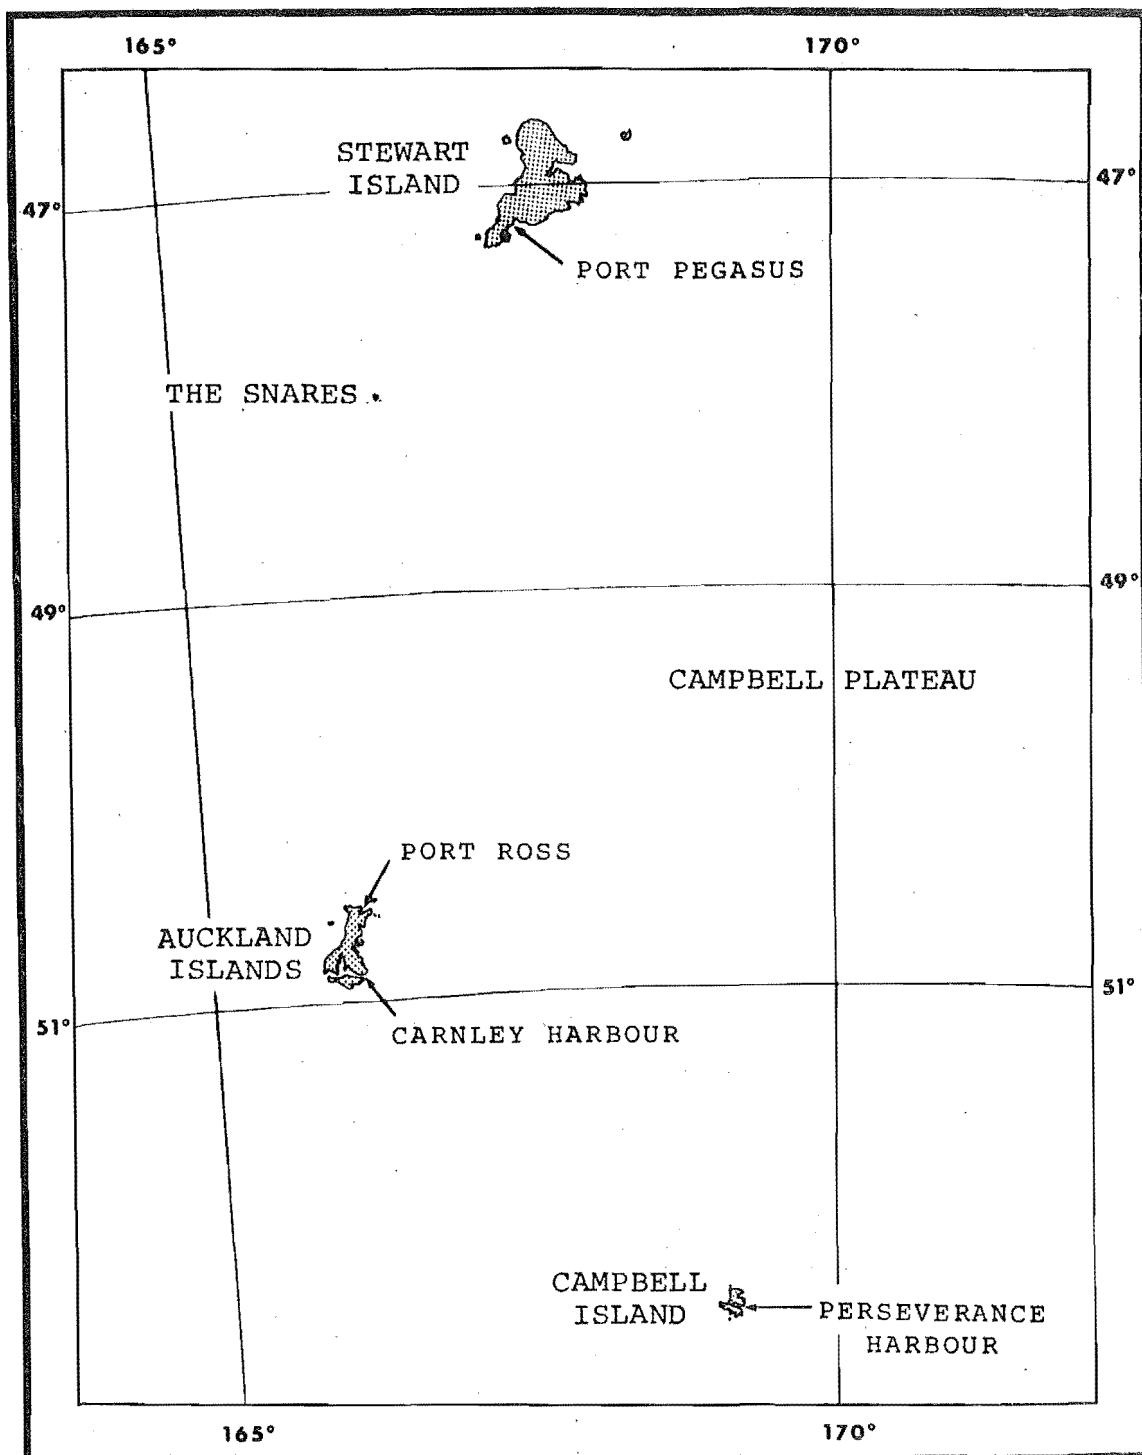 165°
170°
STEWART
ISLAND
47°
47°
PORT PEGASUS
THE SNARES
49°
49°
CAMPBELL PLATEAU
PORT ROSS
AUCKLAND
ISLANDS
51°
51°
CARNLEY HARBOUR
CAMPBELL
ISLAND
PERSEVERANCE
HARBOUR
165°
170°